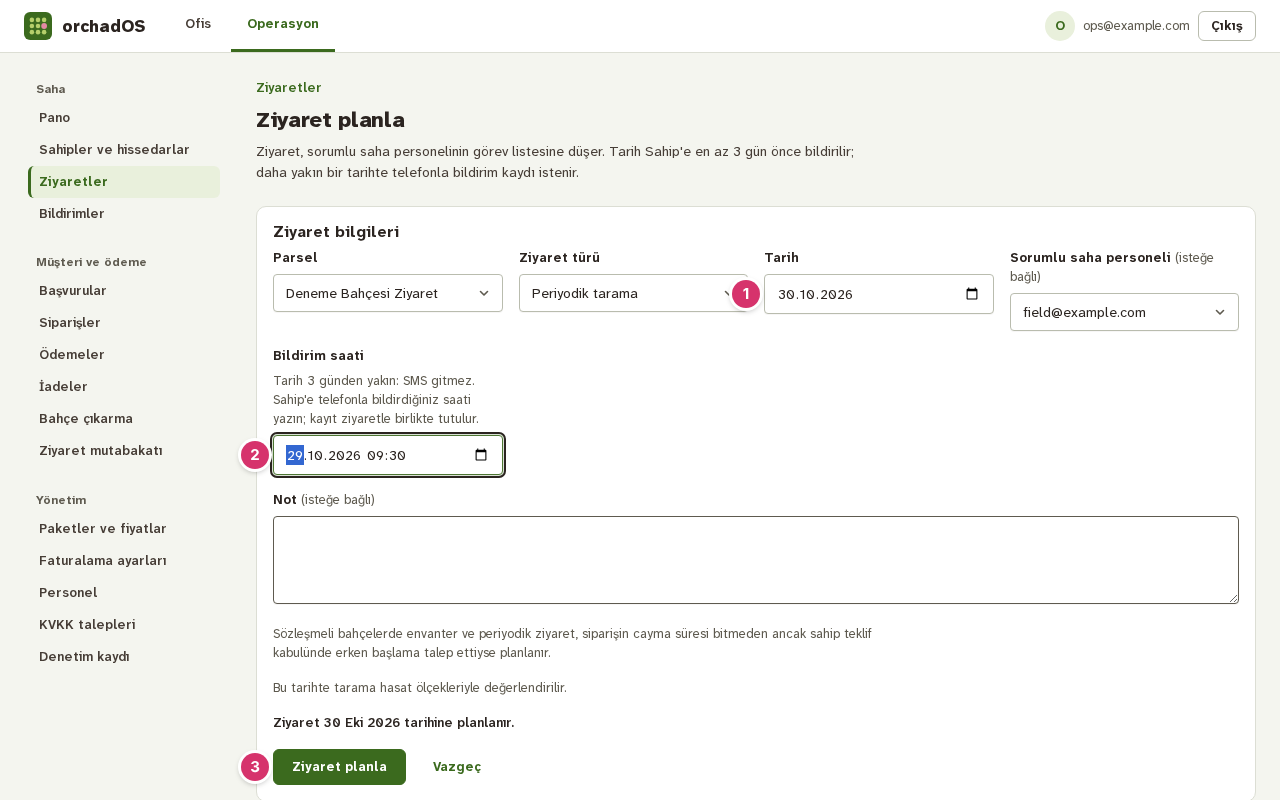 orchadOS
Ofis
Operasyon
O
ops@example.com
Çıkış
Saha
Pano
Sahipler ve hissedarlar
Ziyaretler
Bildirimler
Müşteri ve ödeme
Başvurular
Siparişler
Ödemeler
İadeler
Bahçe çıkarma
Ziyaret mutabakatı
Yönetim
Paketler ve fiyatlar
Faturalama ayarları
Personel
KVKK talepleri
Denetim kaydı
Ziyaretler
Ziyaret planla
Ziyaret, sorumlu saha personelinin görev listesine düşer. Tarih Sahip'e en az 3 gün önce bildirilir;
daha yakın bir tarihte telefonla bildirim kaydı istenir.
Ziyaret bilgileri
Parsel
Deneme Bahçesi Ziyaret
Ziyaret türü
Periyodik tarama
1
Tarih
30.10.2026
Sorumlu saha personeli (isteğe
bağlı)
field@example.com
Bildirim saati
Tarih 3 günden yakın: SMS gitmez.
Sahip'e telefonla bildirdiğiniz saati
yazın; kayıt ziyaretle birlikte tutulur.
2
29.10.2026 09:30
Not (isteğe bağlı)
Sözleşmeli bahçelerde envanter ve periyodik ziyaret, siparişin cayma süresi bitmeden ancak sahip teklif
kabulünde erken başlama talep ettiyse planlanır.
Bu tarihte tarama hasat ölçekleriyle değerlendirilir.
Ziyaret 30 Eki 2026 tarihine planlanır.
3
Ziyaret planla
Vazgeç